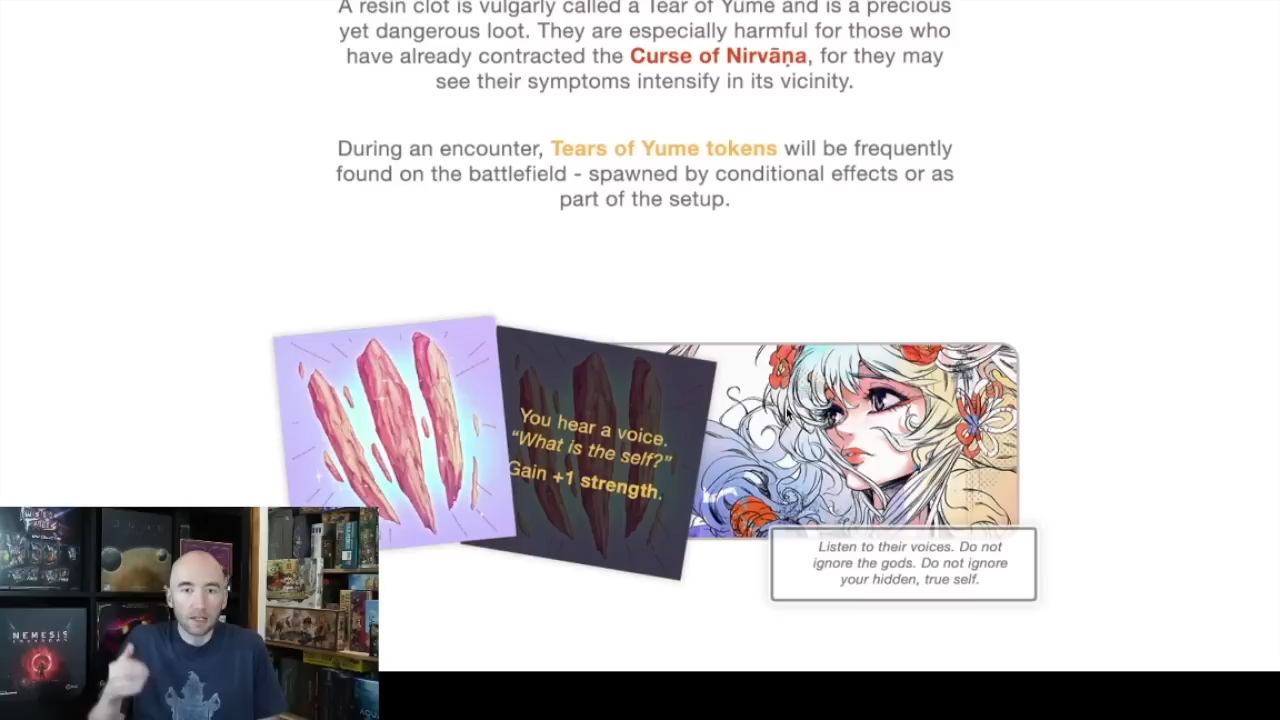 A resin clot is vulgarly called a Tear of Yume and is a precious
yet dangerous loot. They are especially harmful for those who
have already contracted the Curse of Nirvāṇa, for they may
see their symptoms intensify in its vicinity.
During an encounter, Tears of Yume tokens will be frequently
found on the battlefield - spawned by conditional effects or as
part of the setup.
You hear a voice.
“What is the self?”
Gain +1 strength.
Listen to their voices. Do not
ignore the gods. Do not ignore
your hidden, true self.
NEMESIS